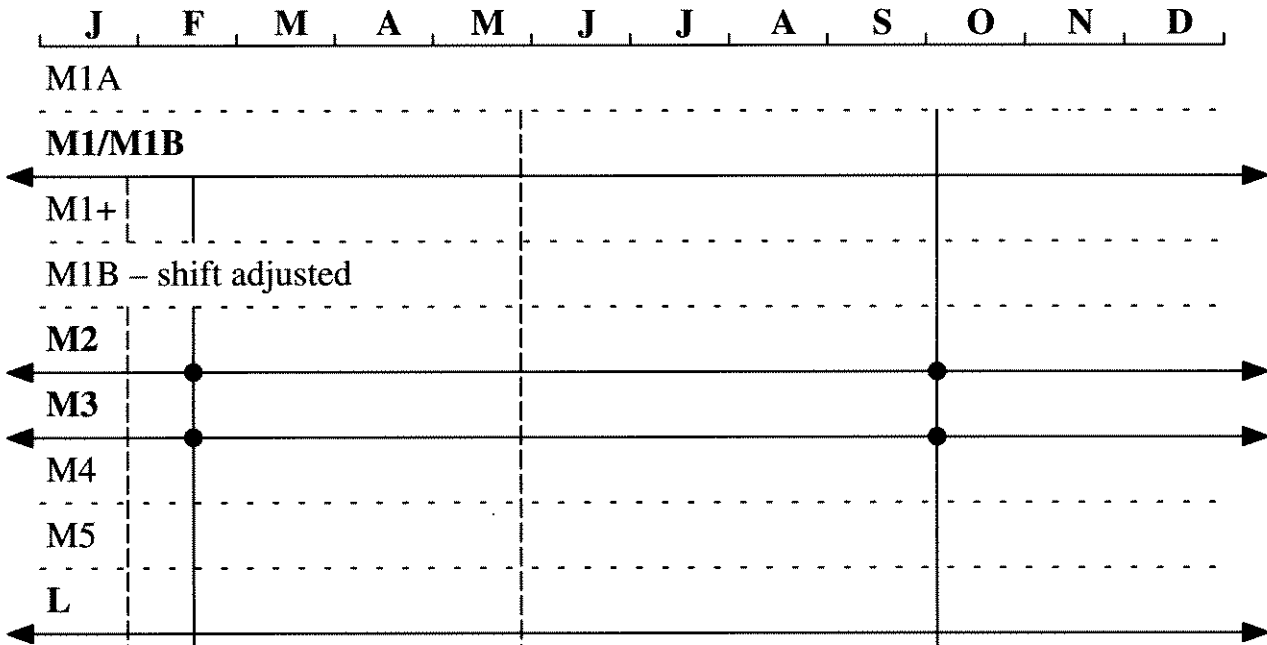 J F M A M J J A S O N D
M1A
M1/M1B
M1+
M1B – shift adjusted
M2
M3
M4
M5
L